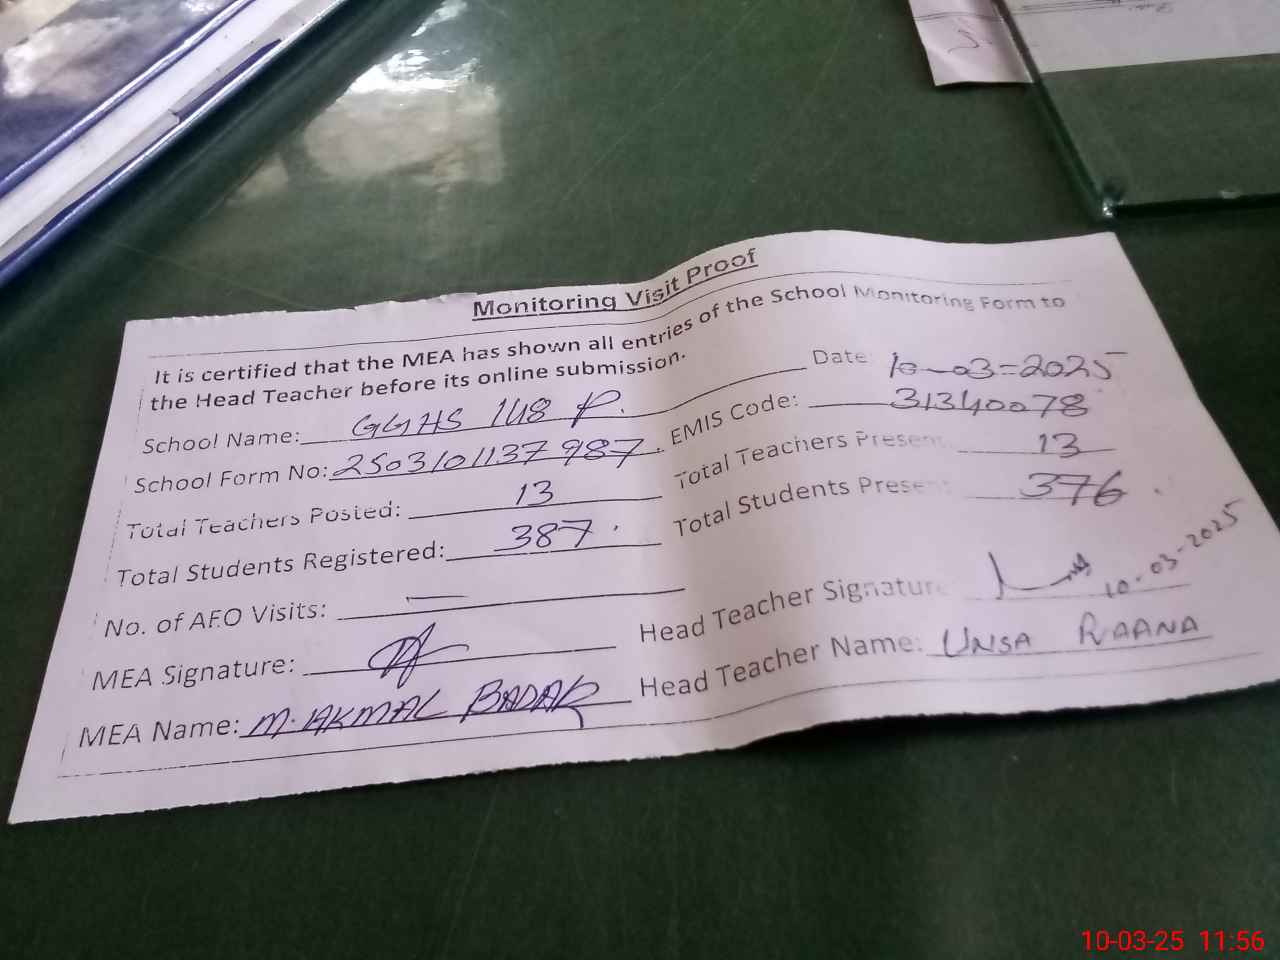 Monitoring Visit Proof
It is certified that the MEA has shown all entries of the School Monitoring Form to
the Head Teacher before its online submission.
Date 10-03-2025
School Name: GGHS 148 P.
EMIS Code: 31340078
School Form No: 2503101137987.
Total Teachers Present 13
Total Teachers Posted: 13
Total Students Present 376
Total Students Registered: 387.
No. of AEO Visits: —
Head Teacher Signature 10-03-2025
MEA Signature:
Head Teacher Name: UNSA RAANA
MEA Name: M. AKMAL BADAR
10-03-25 11:56